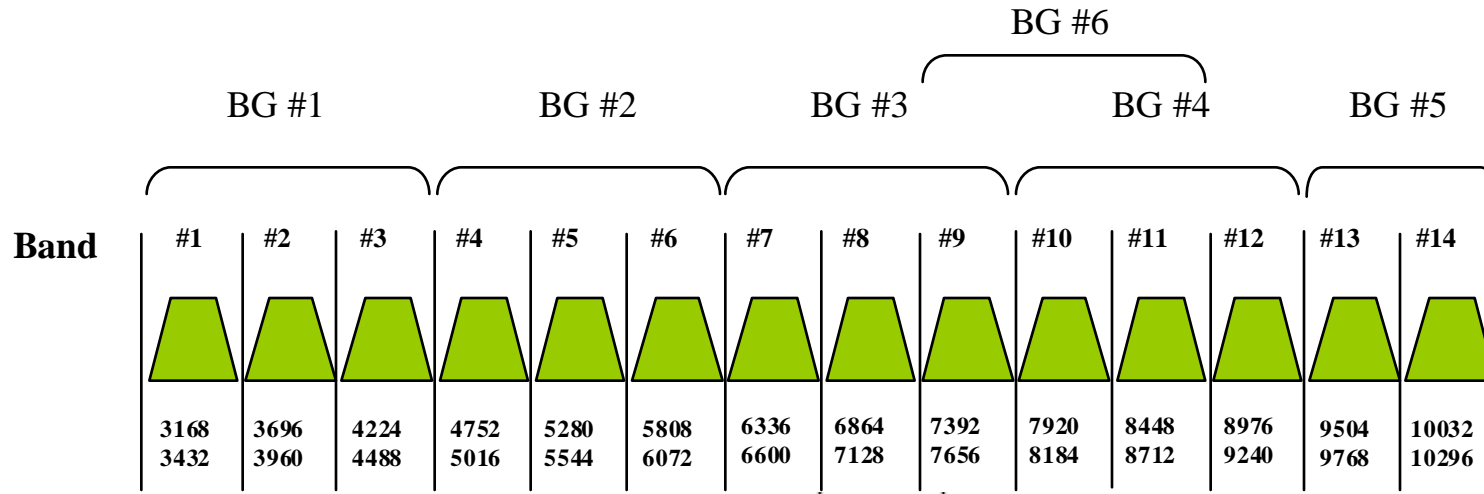 BG #6
BG #1 BG #2 BG #3 BG #4 BG #5
Band #1 #2 #3 #4 #5 #6 #7 #8 #9 #10 #11 #12 #13 #14
3168 3696 4224 4752 5280 5808 6336 6864 7392 7920 8448 8976 9504 10032
3432 3960 4488 5016 5544 6072 6600 7128 7656 8184 8712 9240 9768 10296